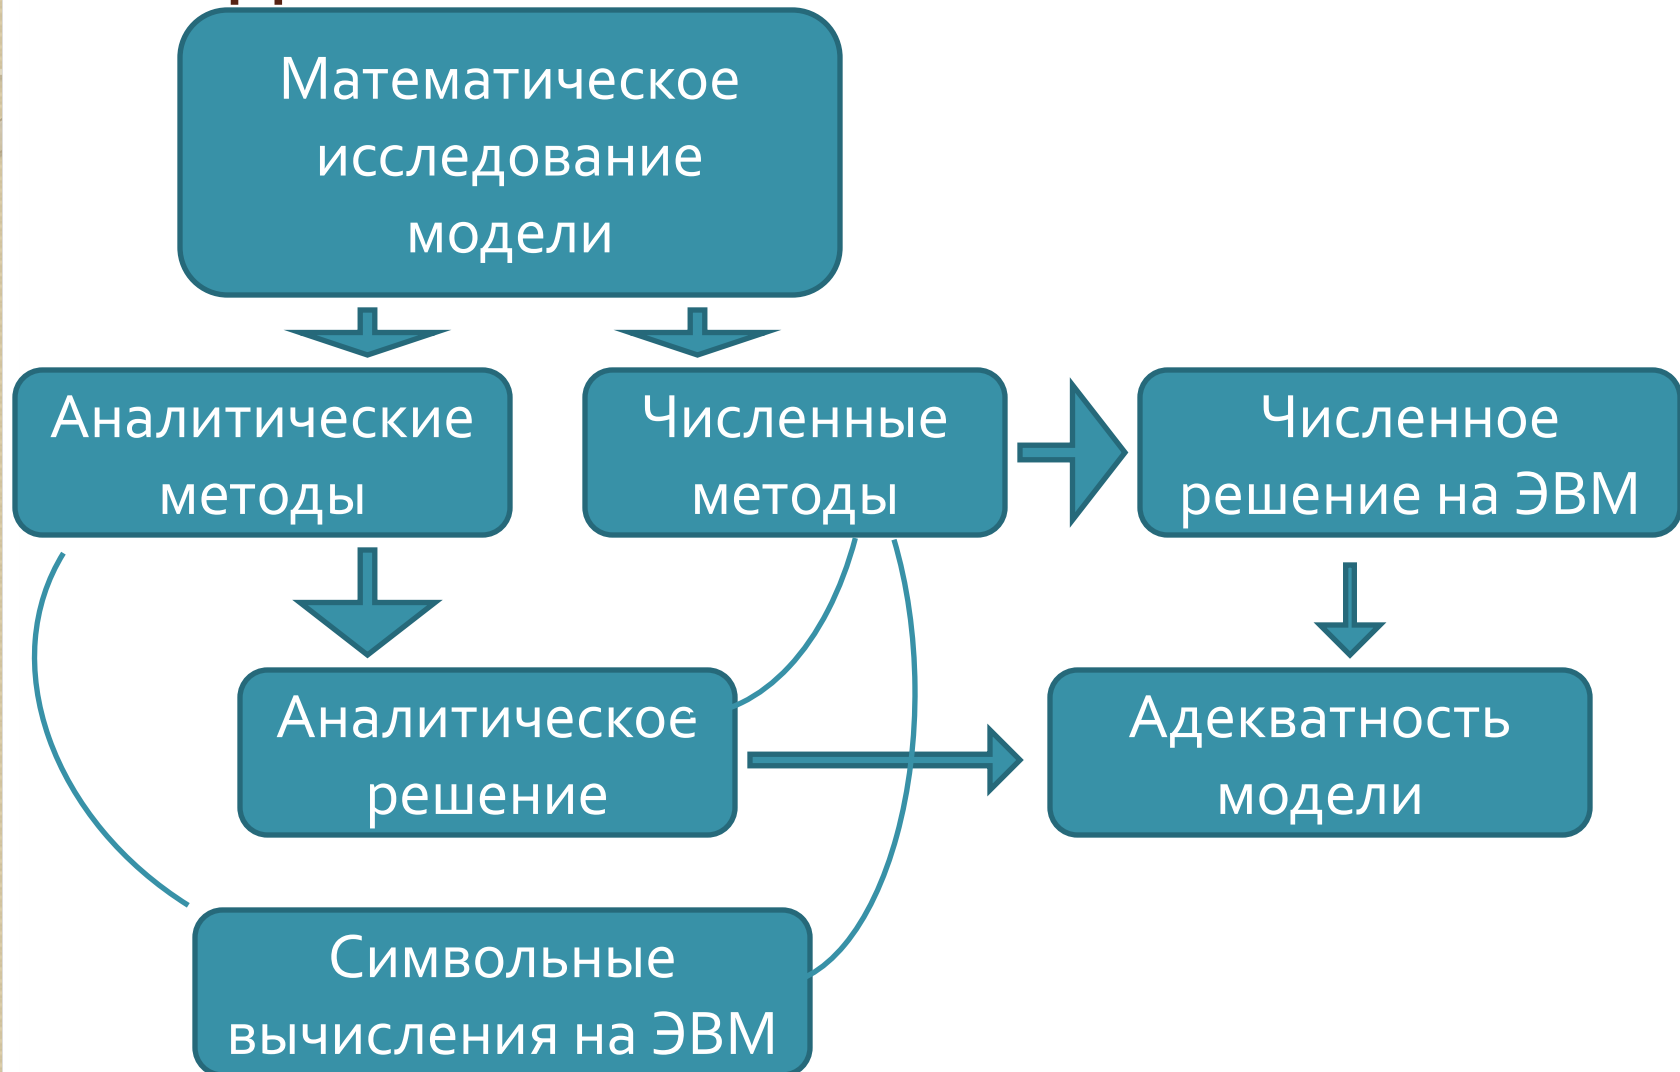 Математическое
исследование
модели
Аналитические
методы
Численные
методы
Численное
решение на ЭВМ
Аналитическое
решение
Адекватность
модели
Символьные
вычисления на ЭВМ